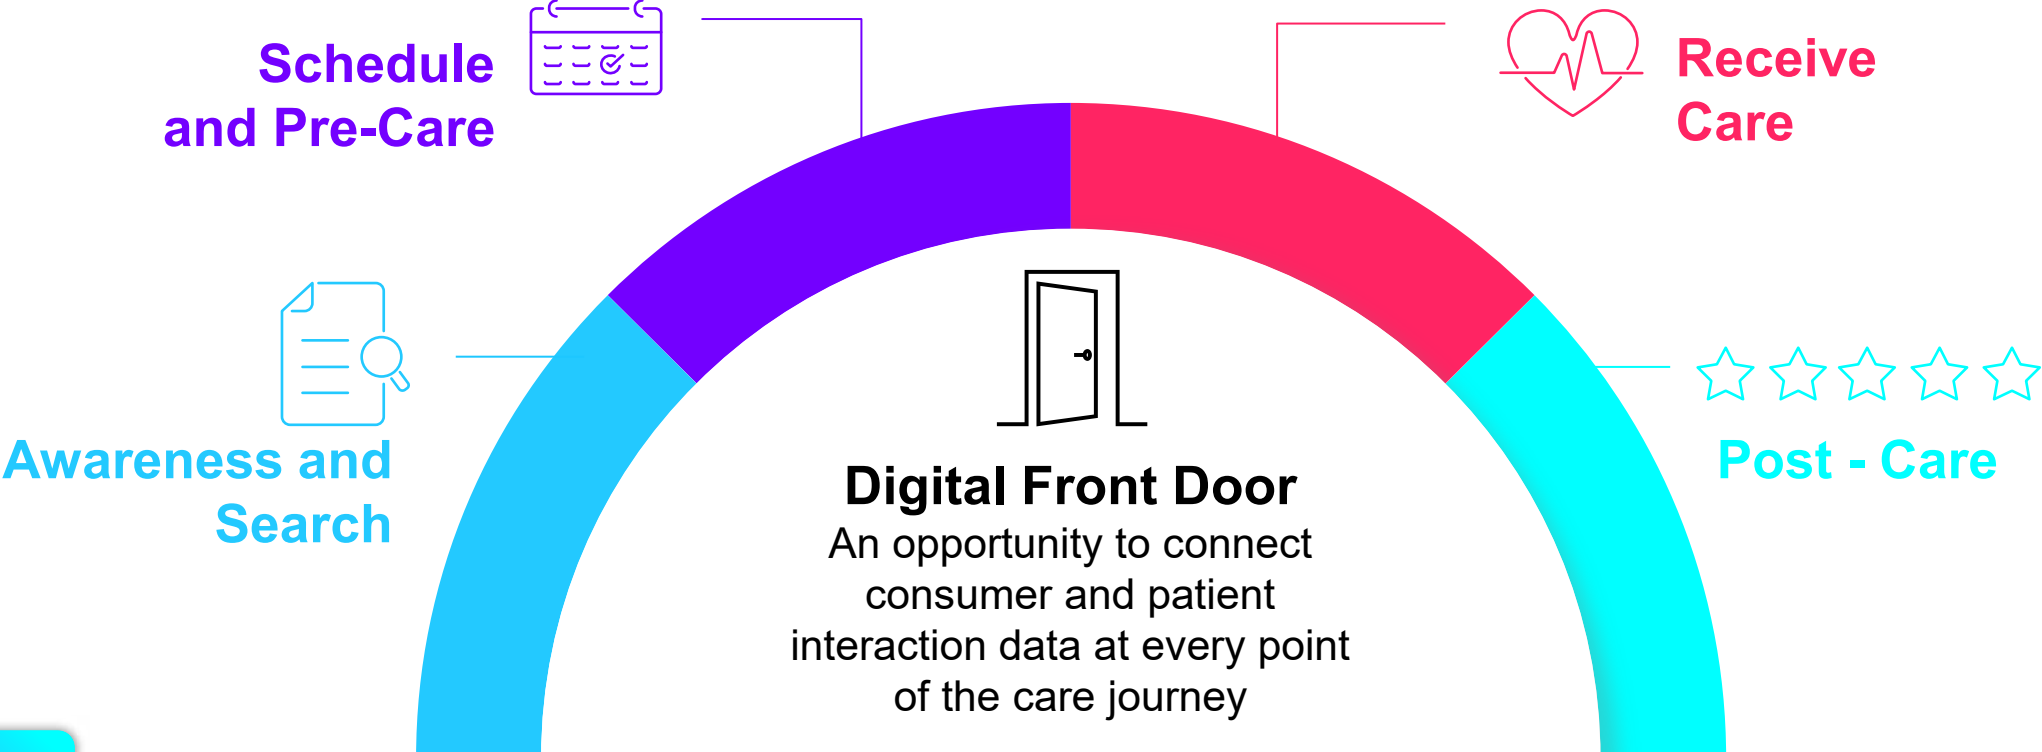 Schedule
and Pre-Care
Receive
Care
Awareness and
Search
Digital Front Door
An opportunity to connect
consumer and patient
interaction data at every point
of the care journey
Post - Care